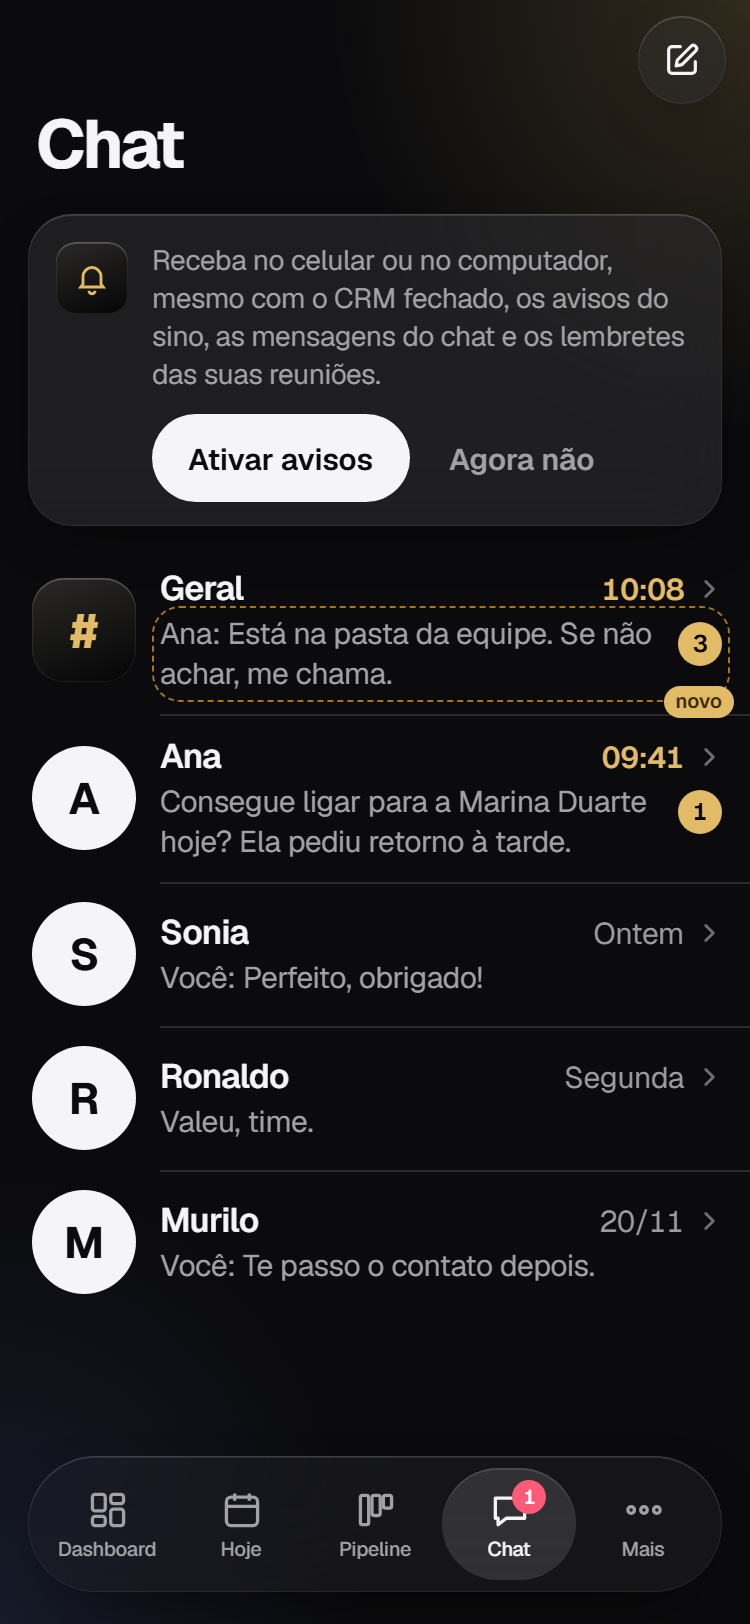 Chat
Receba no celular ou no computador,
mesmo com o CRM fechado, os avisos do
sino, as mensagens do chat e os lembretes
das suas reuniões.
Ativar avisos
Agora não
#
Geral
10:08
Ana: Está na pasta da equipe. Se não
achar, me chama.
3
novo
A
Ana
09:41
Consegue ligar para a Marina Duarte
hoje? Ela pediu retorno à tarde.
1
S
Sonia
Ontem
Você: Perfeito, obrigado!
R
Ronaldo
Segunda
Valeu, time.
M
Murilo
20/11
Você: Te passo o contato depois.
1
Dashboard
Hoje
Pipeline
Chat
Mais